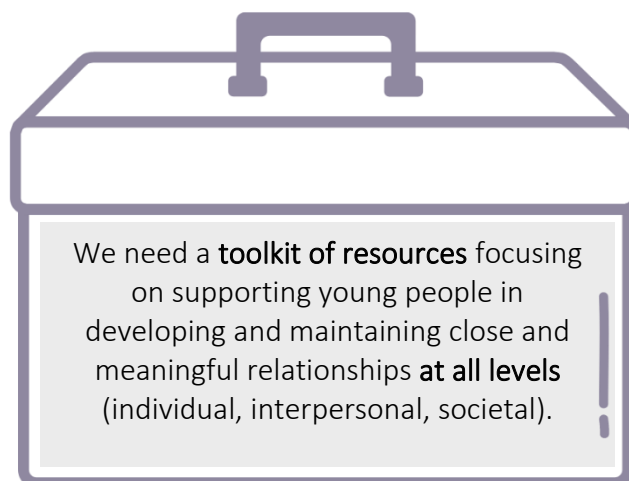 We need a toolkit of resources focusing
on supporting young people in
developing and maintaining close and
meaningful relationships at all levels
(individual, interpersonal, societal).